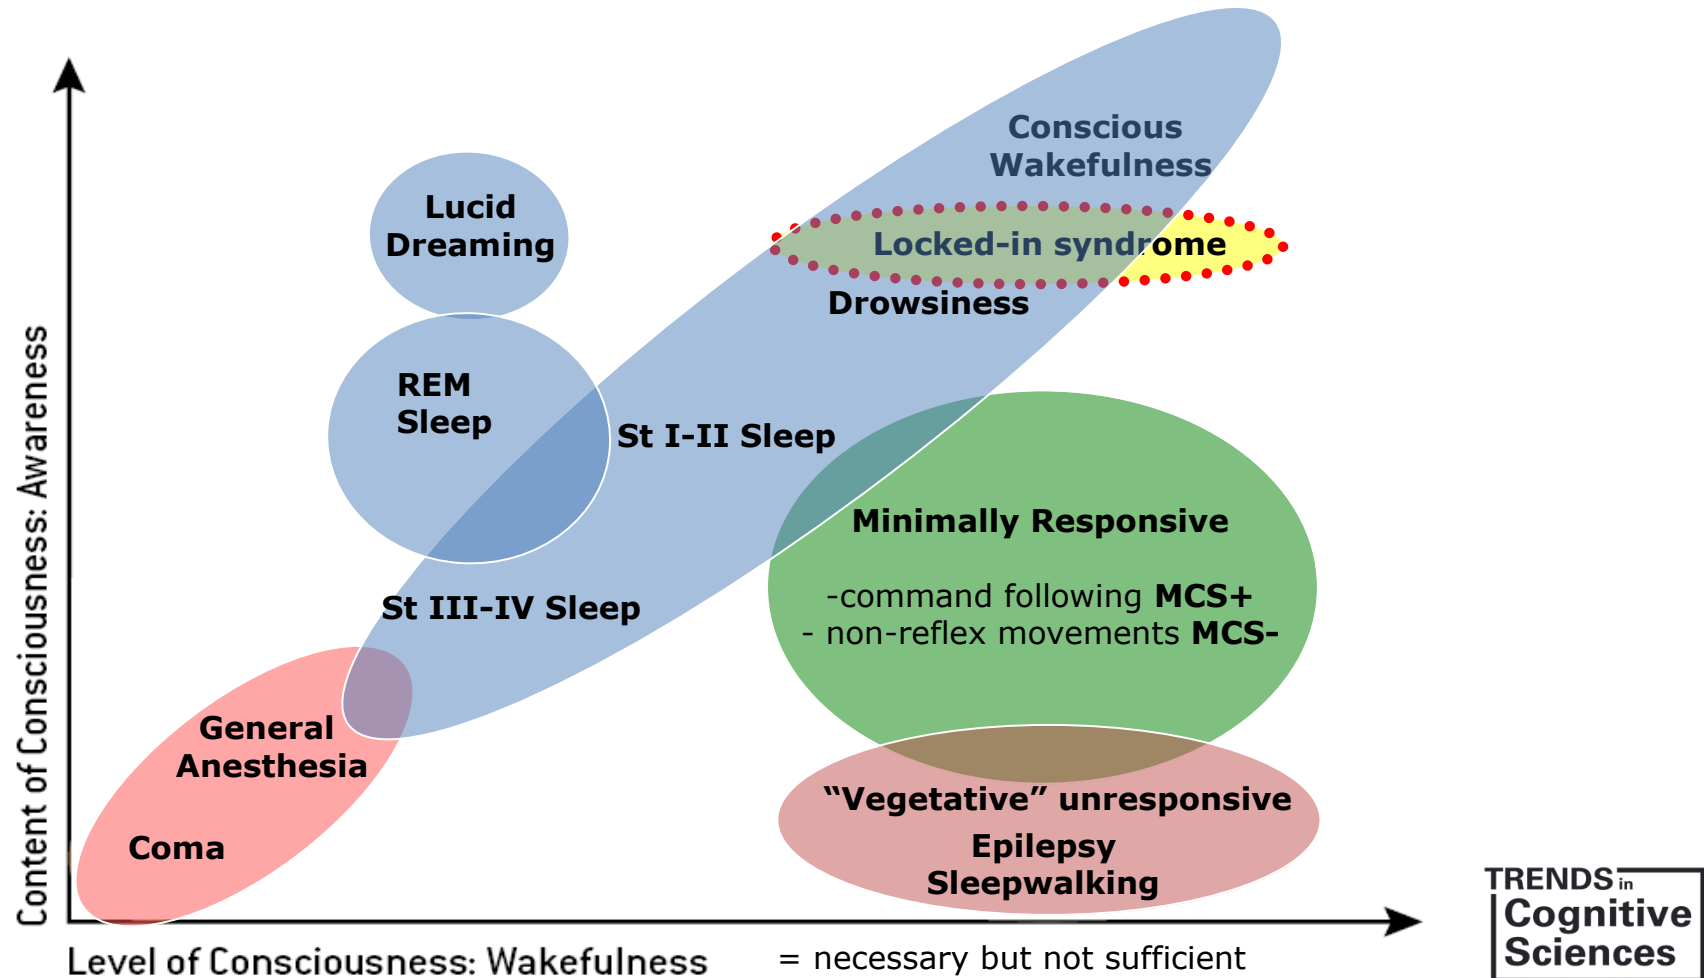 Conscious
Wakefulness
Lucid
Dreaming
Locked-in syndrome
Drowsiness
REM
Sleep
St I-II Sleep
Minimally Responsive
-command following MCS+
- non-reflex movements MCS-
St III-IV Sleep
General
Anesthesia
Coma
“Vegetative” unresponsive
Epilepsy
Sleepwalking
Content of Consciousness: Awareness
Level of Consciousness: Wakefulness
= necessary but not sufficient
TRENDS in
Cognitive
Sciences